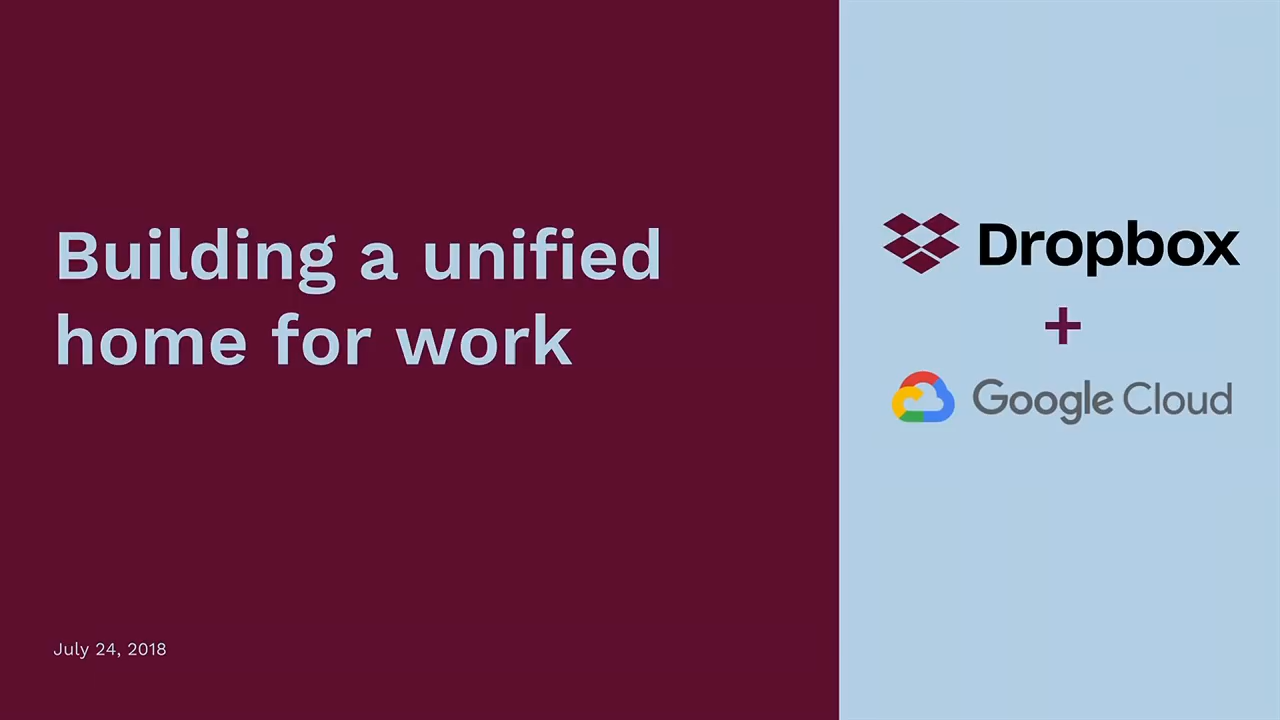 Building a unified
home for work
July 24, 2018
Dropbox
+
Google Cloud